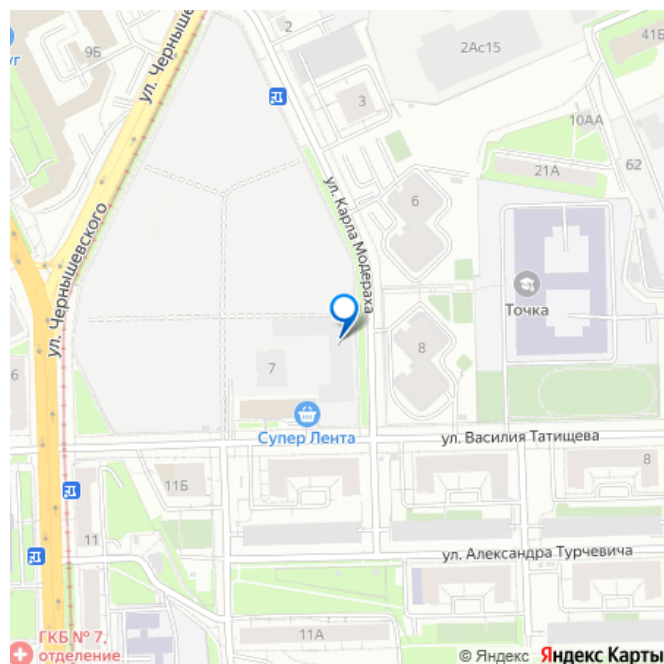 2
41Б
2Ас15
9Б
уг
ул. Чернышевского
3
10АА
62
21А
ул. Карла Модераха
6
ул. Чернышевского
Точка
8
7
6
Супер Лента
ул. Василия Татищева
8
11Б
11
ул. Александра Турчевича
11А
ГКБ № 7,
отделение
© Яндекс Яндекс Карты